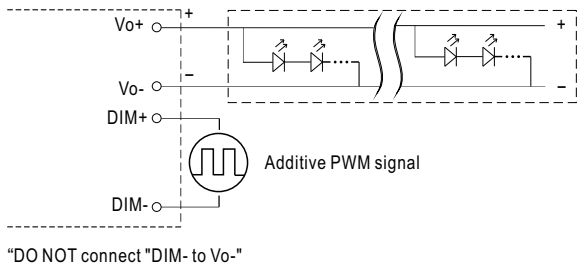 Vo+
+
+
Vo-
−
−
DIM+
Additive PWM signal
DIM-
“DO NOT connect "DIM- to Vo-"